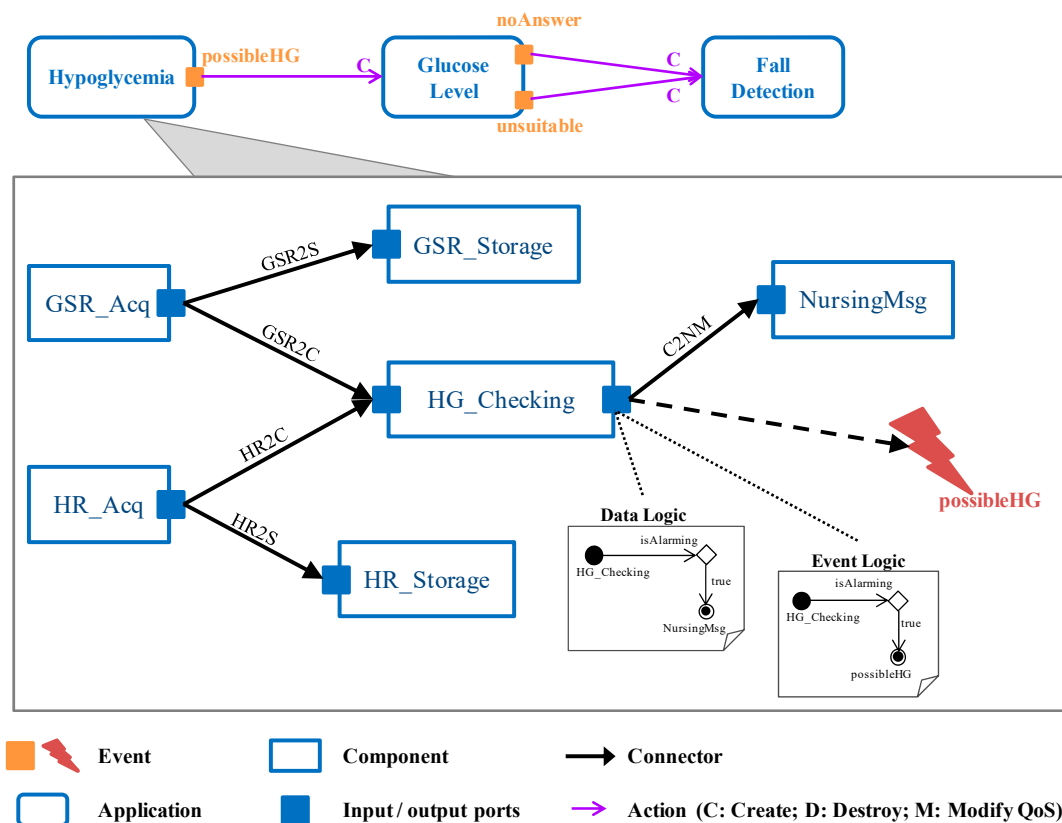 noAnswer
possibleHG
Hypoglycemia
C
Glucose
Level
C
C
Fall
Detection
unsuitable
GSR_Acq
GSR2S
GSR_Storage
GSR2C
C2NM
NursingMsg
HG_Checking
HR2C
HR_Acq
HR2S
HR_Storage
possibleHG
Data Logic
isAlarming
HG_Checking
true
NursingMsg
Event Logic
isAlarming
HG_Checking
true
possibleHG
Event
Component
Connector
Application
Input / output ports
Action (C: Create; D: Destroy; M: Modify QoS)